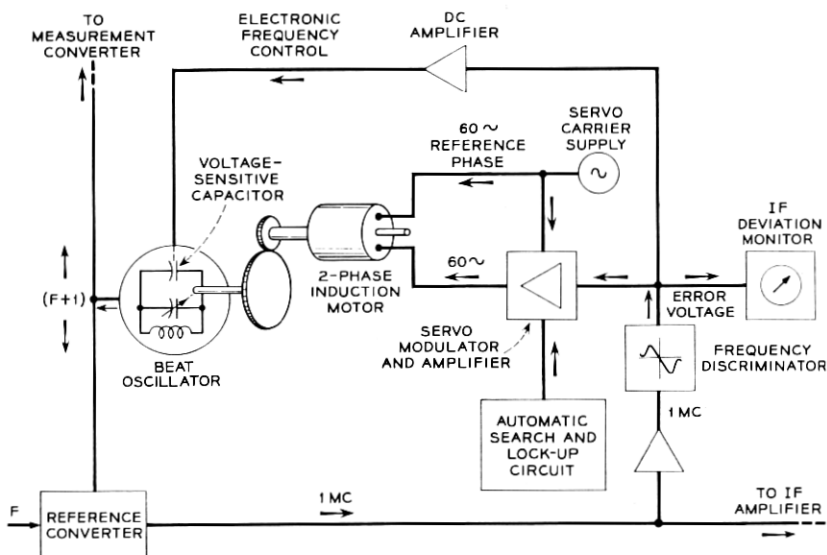 TO
MEASUREMENT
CONVERTER
ELECTRONIC
FREQUENCY
CONTROL
DC
AMPLIFIER
VOLTAGE-
SENSITIVE
CAPACITOR
60~
REFERENCE
PHASE
SERVO
CARRIER
SUPPLY
~
IF
DEVIATION
MONITOR
2-PHASE
INDUCTION
MOTOR
60~
ERROR
VOLTAGE
(F+1)
BEAT
OSCILLATOR
SERVO
MODULATOR
AND AMPLIFIER
FREQUENCY
DISCRIMINATOR
1 MC
AUTOMATIC
SEARCH AND
LOCK-UP
CIRCUIT
F
REFERENCE
CONVERTER
1 MC
TO IF
AMPLIFIER